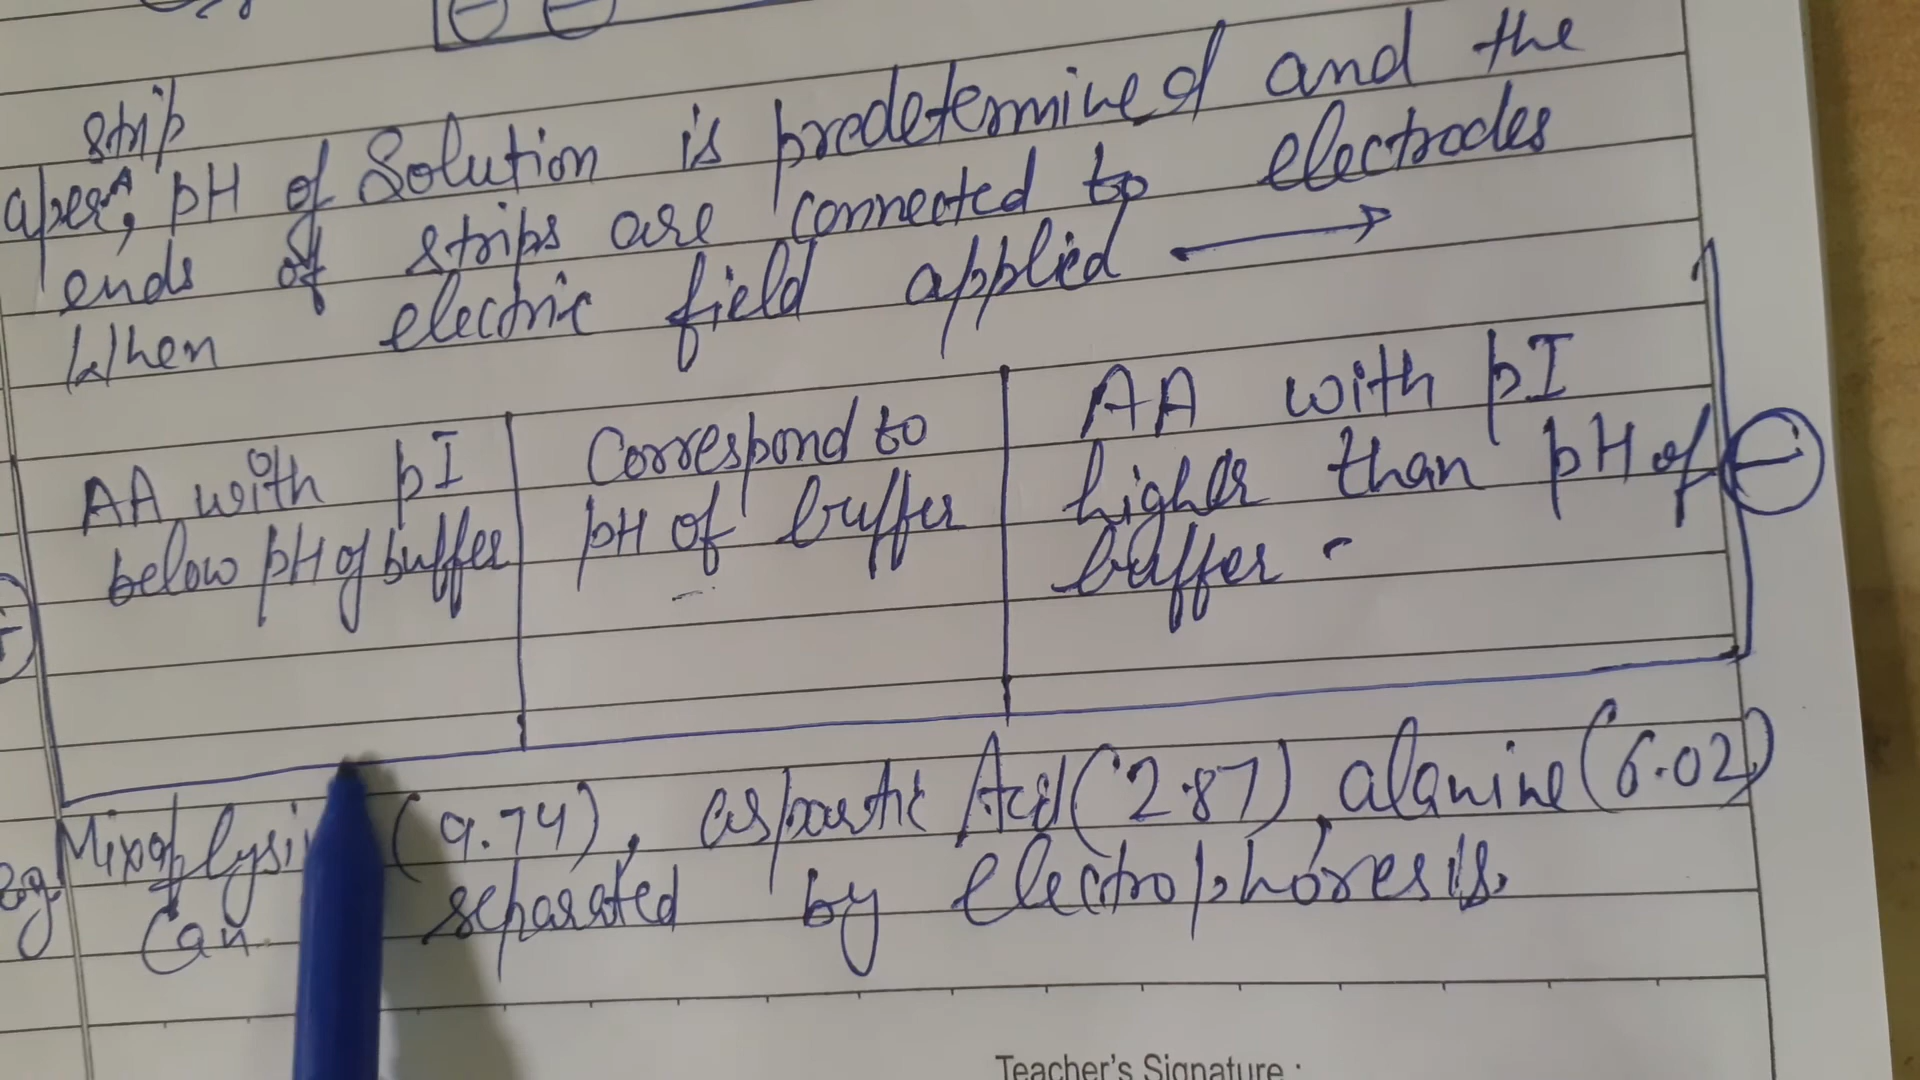 strip
aper, pH of Solution is predetermined and the
ends of strips are connected to electrodes
When electric field applied →
AA with pI
below pH of buffer
Correspond to
pH of buffer
AA with pI
higher than pH of
buffer
−
eg. Mix of lysi (9.74), aspartic Acid (2.87), alanine (6.02)
Can separated by electrophoresis.
Teacher's Signature :